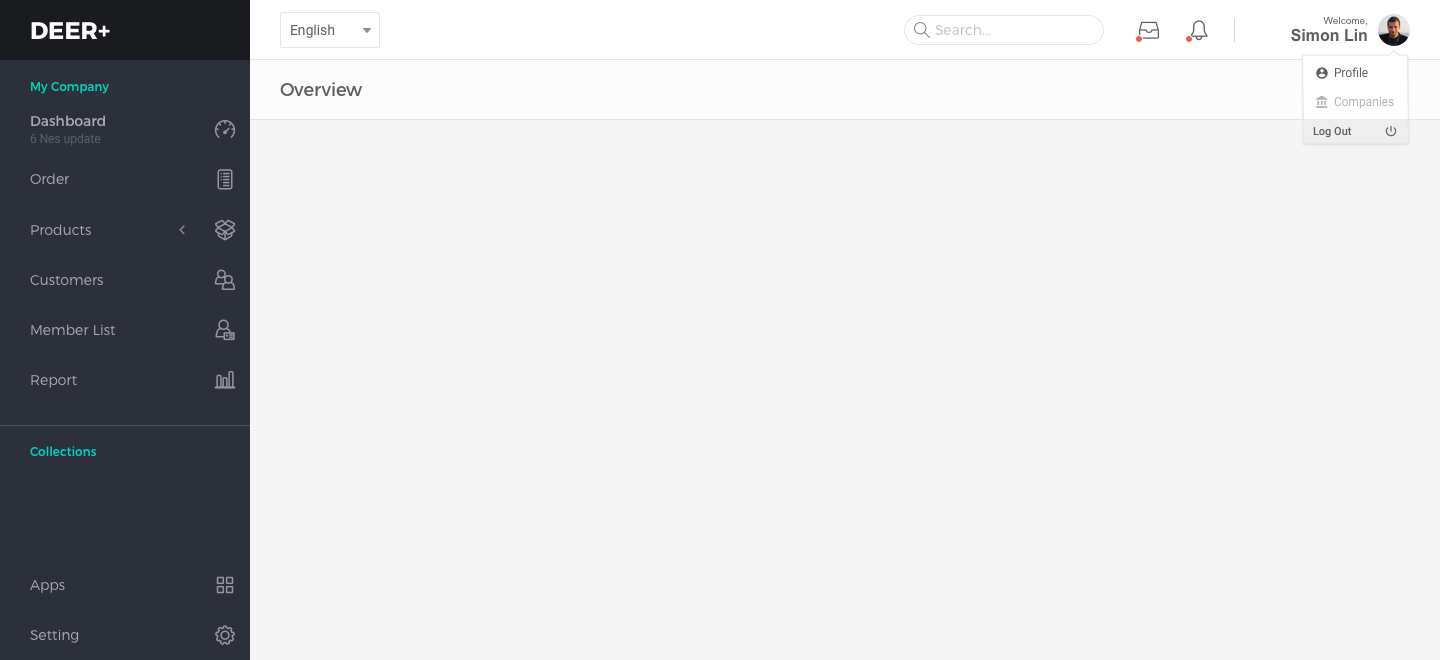 DEER+
English
Search...
Welcome,
Simon Lin
My Company
Dashboard
6 Nes update
Order
Products
Customers
Member List
Report
Collections
Apps
Setting
Overview
Profile
Companies
Log Out